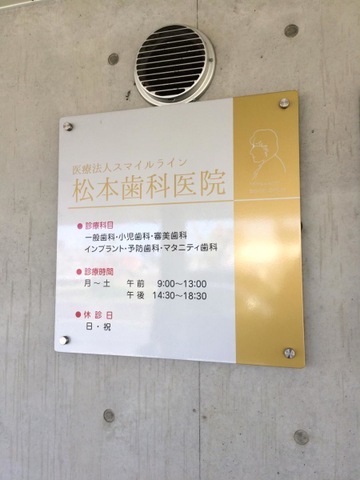 医療法人スマイルライン
松本歯科医院
●診療科目
一般歯科・小児歯科・審美歯科
インプラント・予防歯科・マタニティ歯科
●診療時間
月～土 午前 9:00～13:00
午後 14:30～18:30
●休診日
日・祝